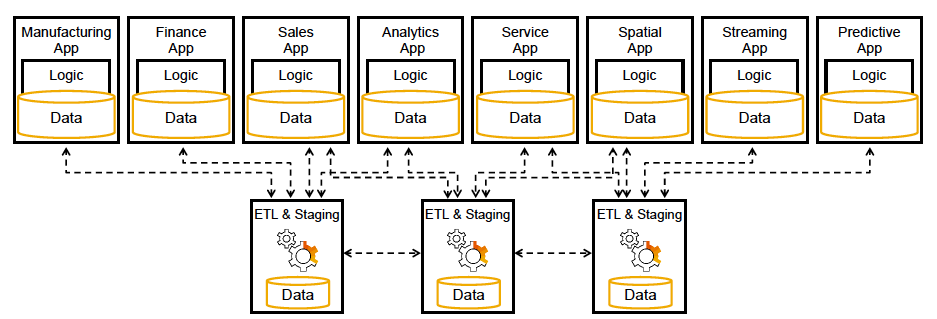 Manufacturing App
Finance App
Sales App
Analytics App
Service App
Spatial App
Streaming App
Predictive App
Logic
Logic
Logic
Logic
Logic
Logic
Logic
Logic
Data
Data
Data
Data
Data
Data
Data
Data
ETL & Staging
ETL & Staging
ETL & Staging
Data
Data
Data